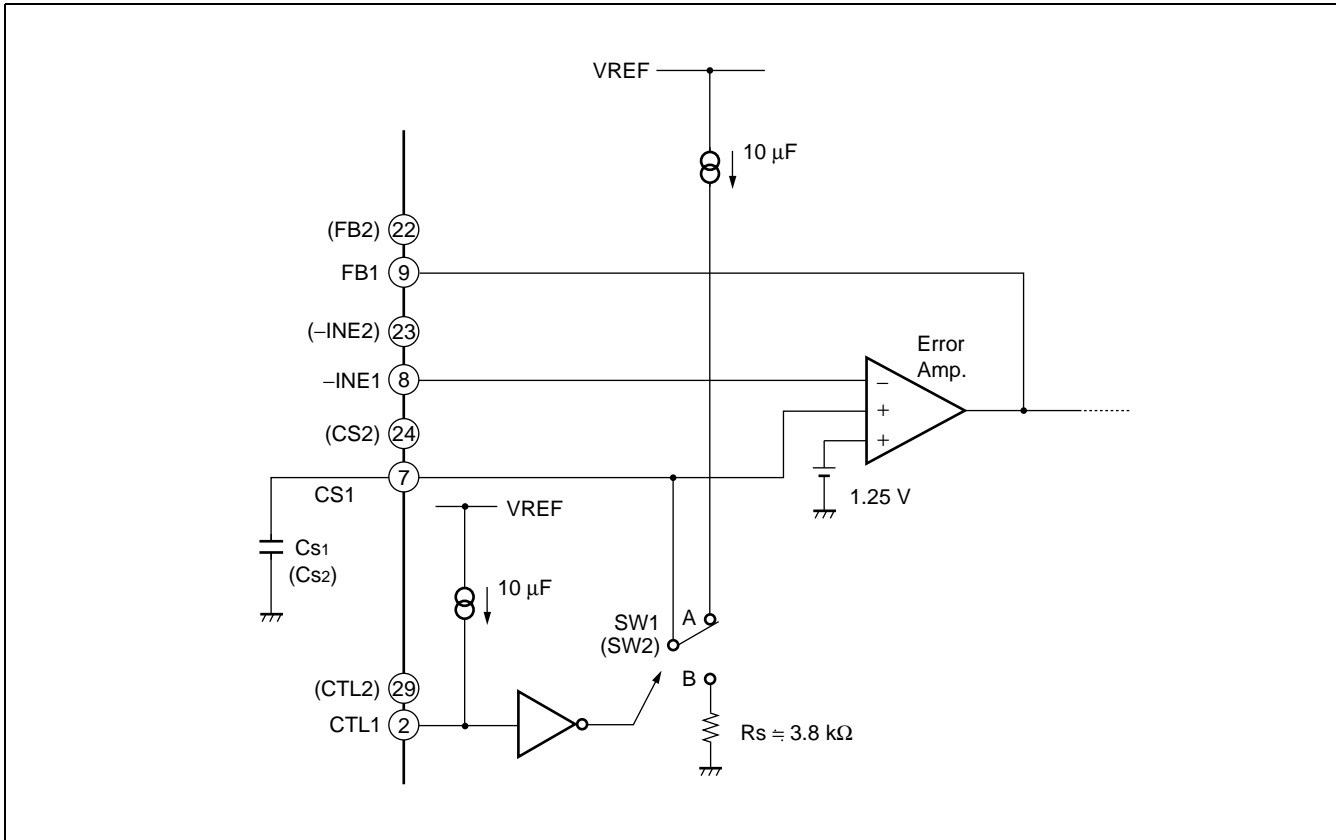 VREF
10 μF
(FB2) 22
FB1 9
(–INE2) 23
–INE1 8
(CS2) 24
7
CS1
Error
Amp.
–
+
+
1.25 V
VREF
Cs1
(Cs2)
10 μF
SW1
(SW2)
A
B
(CTL2) 29
CTL1 2
Rs ≒ 3.8 kΩ